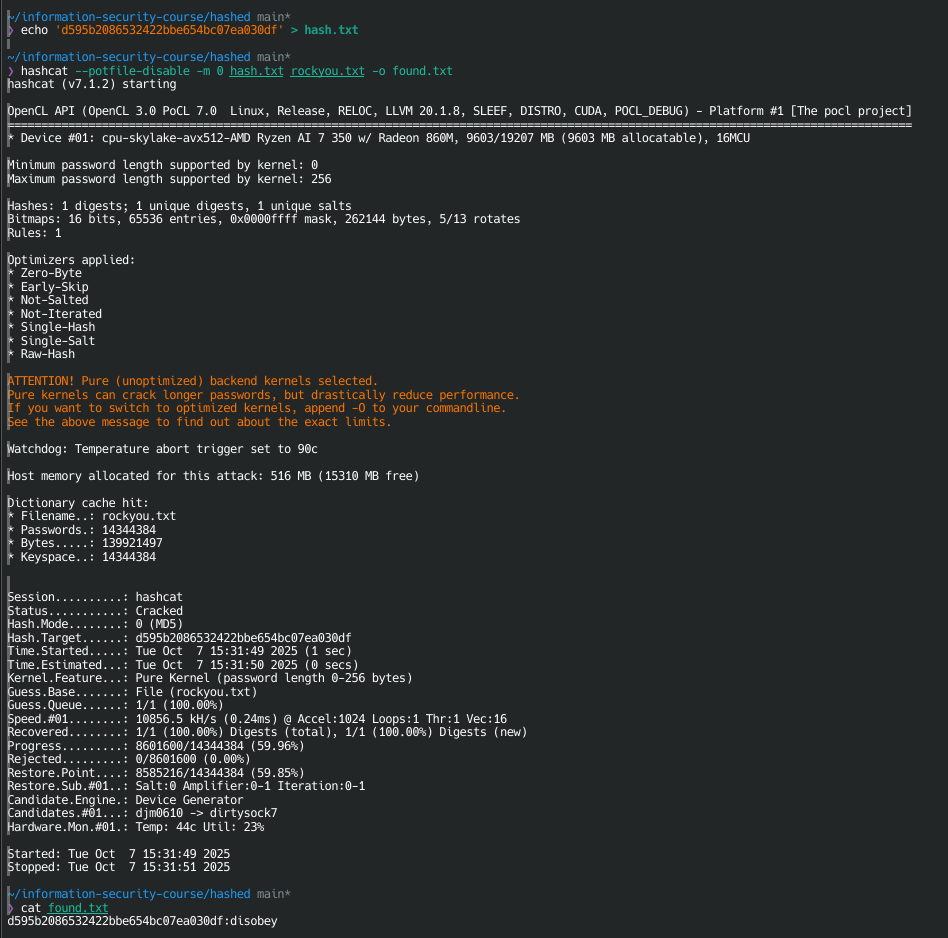 ~/information-security-course/hashed main*
❯ echo 'd595b2086532422bbe654bc07ea030df' > hash.txt
~/information-security-course/hashed main*
❯ hashcat --potfile-disable -m 0 hash.txt rockyou.txt -o found.txt
hashcat (v7.1.2) starting
OpenCL API (OpenCL 3.0 PoCL 7.0  Linux, Release, RELOC, LLVM 20.1.8, SLEEF, DISTRO, CUDA, POCL_DEBUG) - Platform #1 [The pocl project]
======================================================================================================================================
* Device #01: cpu-skylake-avx512-AMD Ryzen AI 7 350 w/ Radeon 860M, 9603/19207 MB (9603 MB allocatable), 16MCU
Minimum password length supported by kernel: 0
Maximum password length supported by kernel: 256
Hashes: 1 digests; 1 unique digests, 1 unique salts
Bitmaps: 16 bits, 65536 entries, 0x0000ffff mask, 262144 bytes, 5/13 rotates
Rules: 1
Optimizers applied:
* Zero-Byte
* Early-Skip
* Not-Salted
* Not-Iterated
* Single-Hash
* Single-Salt
* Raw-Hash
ATTENTION! Pure (unoptimized) backend kernels selected.
Pure kernels can crack longer passwords, but drastically reduce performance.
If you want to switch to optimized kernels, append -O to your commandline.
See the above message to find out about the exact limits.
Watchdog: Temperature abort trigger set to 90c
Host memory allocated for this attack: 516 MB (15310 MB free)
Dictionary cache hit:
* Filename..: rockyou.txt
* Passwords.: 14344384
* Bytes.....: 139921497
* Keyspace..: 14344384
Session..........: hashcat
Status...........: Cracked
Hash.Mode........: 0 (MD5)
Hash.Target......: d595b2086532422bbe654bc07ea030df
Time.Started.....: Tue Oct  7 15:31:49 2025 (1 sec)
Time.Estimated...: Tue Oct  7 15:31:50 2025 (0 secs)
Kernel.Feature...: Pure Kernel (password length 0-256 bytes)
Guess.Base.......: File (rockyou.txt)
Guess.Queue......: 1/1 (100.00%)
Speed.#01........: 10856.5 kH/s (0.24ms) @ Accel:1024 Loops:1 Thr:1 Vec:16
Recovered........: 1/1 (100.00%) Digests (total), 1/1 (100.00%) Digests (new)
Progress.........: 8601600/14344384 (59.96%)
Rejected.........: 0/8601600 (0.00%)
Restore.Point....: 8585216/14344384 (59.85%)
Restore.Sub.#01..: Salt:0 Amplifier:0-1 Iteration:0-1
Candidate.Engine.: Device Generator
Candidates.#01...: djm0610 -> dirtysock7
Hardware.Mon.#01.: Temp: 44c Util: 23%
Started: Tue Oct  7 15:31:49 2025
Stopped: Tue Oct  7 15:31:51 2025
~/information-security-course/hashed main*
❯ cat found.txt
d595b2086532422bbe654bc07ea030df:disobey